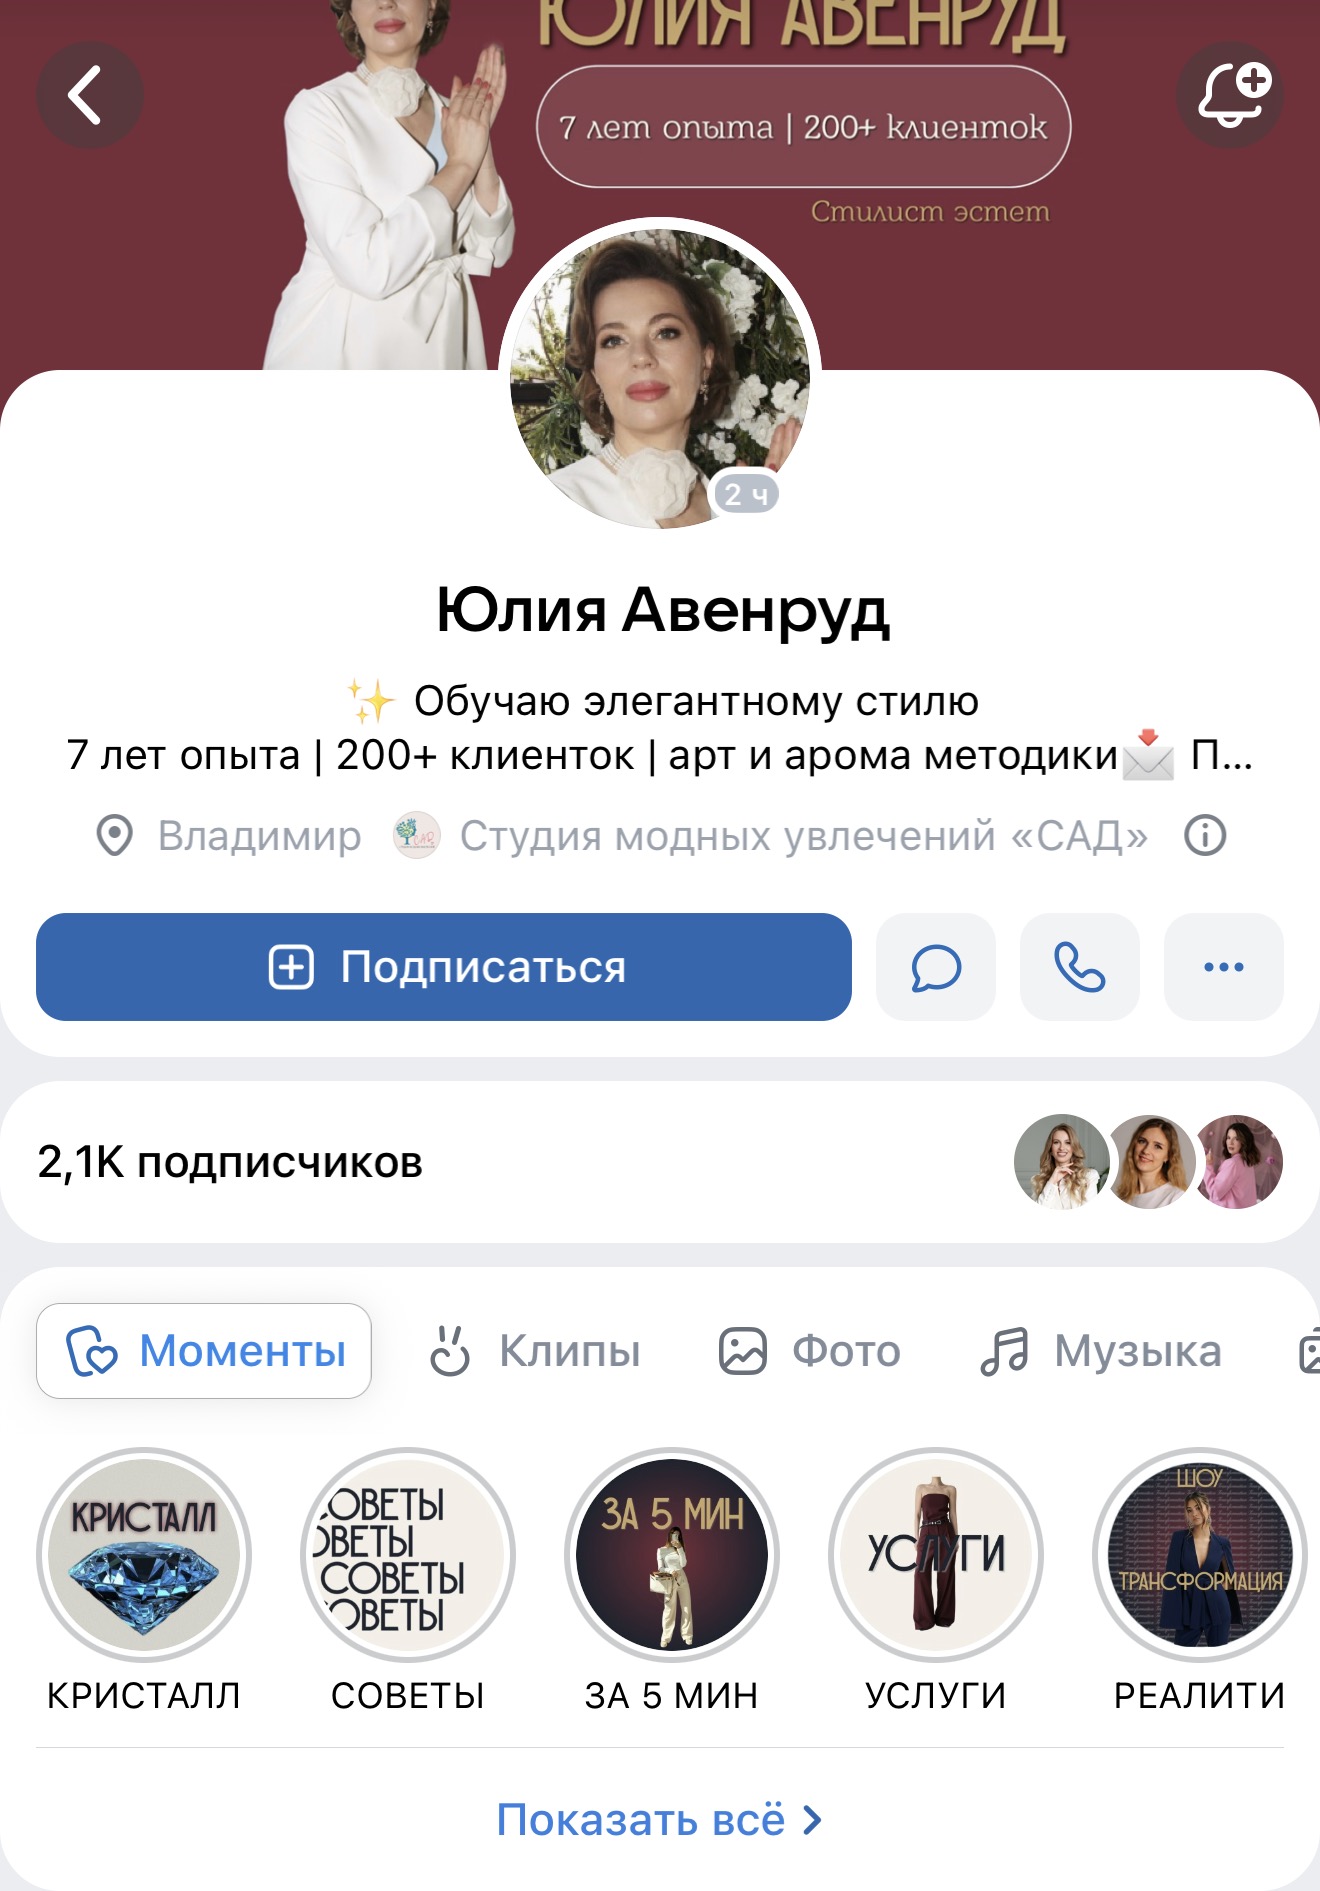 ЮЛИЯ АВЕНРУД
7 лет опыта | 200+ клиенток
Стилист эстет
2 ч
Юлия Авенруд
✨ Обучаю элегантному стилю
7 лет опыта | 200+ клиенток | арт и арома методики📩 П...
Владимир Студия модных увлечений «САД»
Подписаться
2,1K подписчиков
Моменты Клипы Фото Музыка
КРИСТАЛЛ
СОВЕТЫ
СОВЕТЫ
СОВЕТЫ
СОВЕТЫ
ЗА 5 МИН
УСЛУГИ
ШОУ
ТРАНСФОРМАЦИЯ
КРИСТАЛЛ СОВЕТЫ ЗА 5 МИН УСЛУГИ РЕАЛИТИ
Показать всё